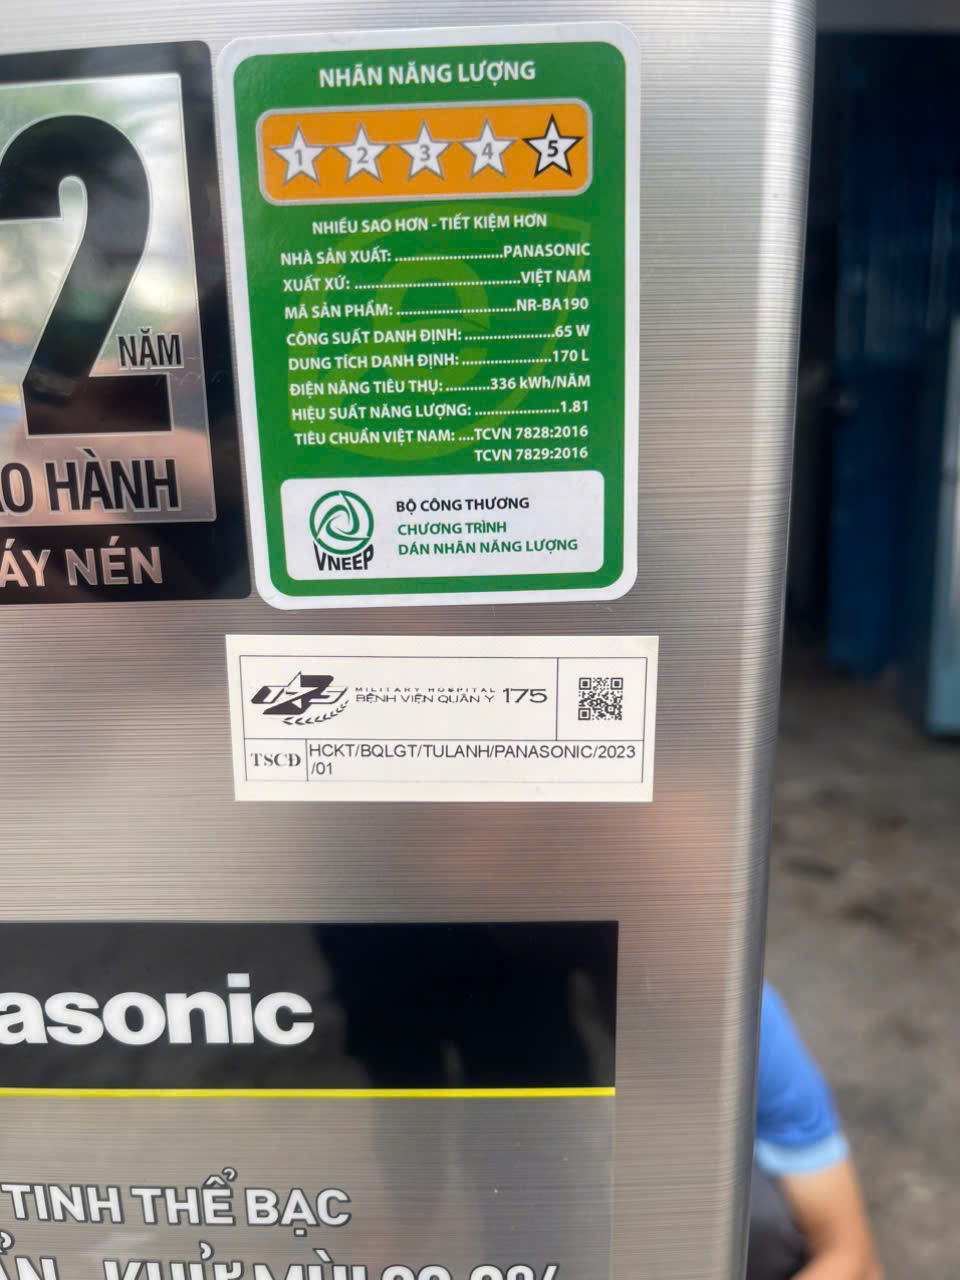 2
NĂM
HÀNH
NÉN
NHÃN NĂNG LƯỢNG
1 2 3 4 5
NHIỀU SAO HƠN - TIẾT KIỆM HƠN
NHÀ SẢN XUẤT: ........................PANASONIC
XUẤT XỨ: .....................................VIỆT NAM
MÃ SẢN PHẨM: ...........................NR-BA190
CÔNG SUẤT DANH ĐỊNH: ....................65 W
DUNG TÍCH DANH ĐỊNH: ....................170 L
ĐIỆN NĂNG TIÊU THỤ: ..........336 kWh/NĂM
HIỆU SUẤT NĂNG LƯỢNG: ...................1.81
TIÊU CHUẨN VIỆT NAM: ....TCVN 7828:2016
TCVN 7829:2016
VNEEP
BỘ CÔNG THƯƠNG
CHƯƠNG TRÌNH
DÁN NHÃN NĂNG LƯỢNG
MILITARY HOSPITAL
BỆNH VIỆN QUÂN Y 175
TSCĐ
HCKT/BQLGT/TULANH/PANASONIC/2023
/01
asonic
TINH THỂ BẠC
KHỬ MÙI